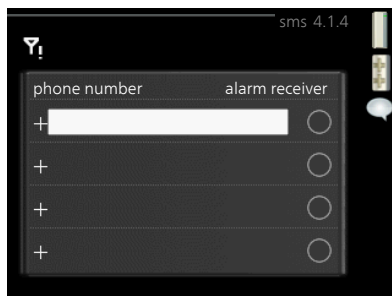 sms 4.1.4
phone number alarm receiver
+
+
+
+